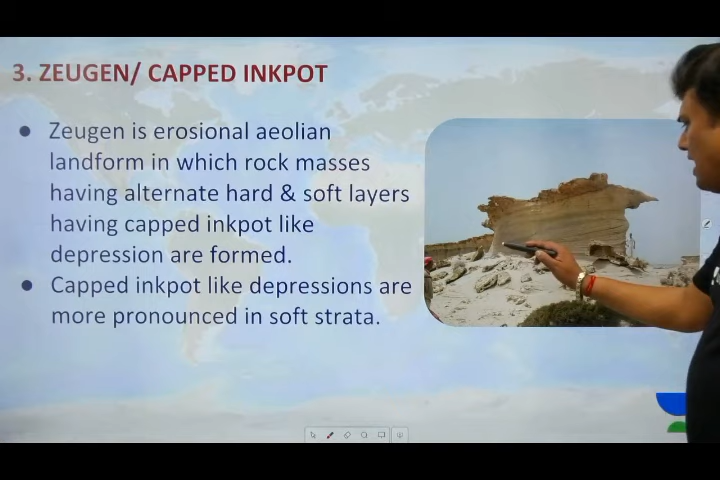 3. ZEUGEN/ CAPPED INKPOT
● Zeugen is erosional aeolian
landform in which rock masses
having alternate hard & soft layers
having capped inkpot like
depression are formed.
● Capped inkpot like depressions are
more pronounced in soft strata.